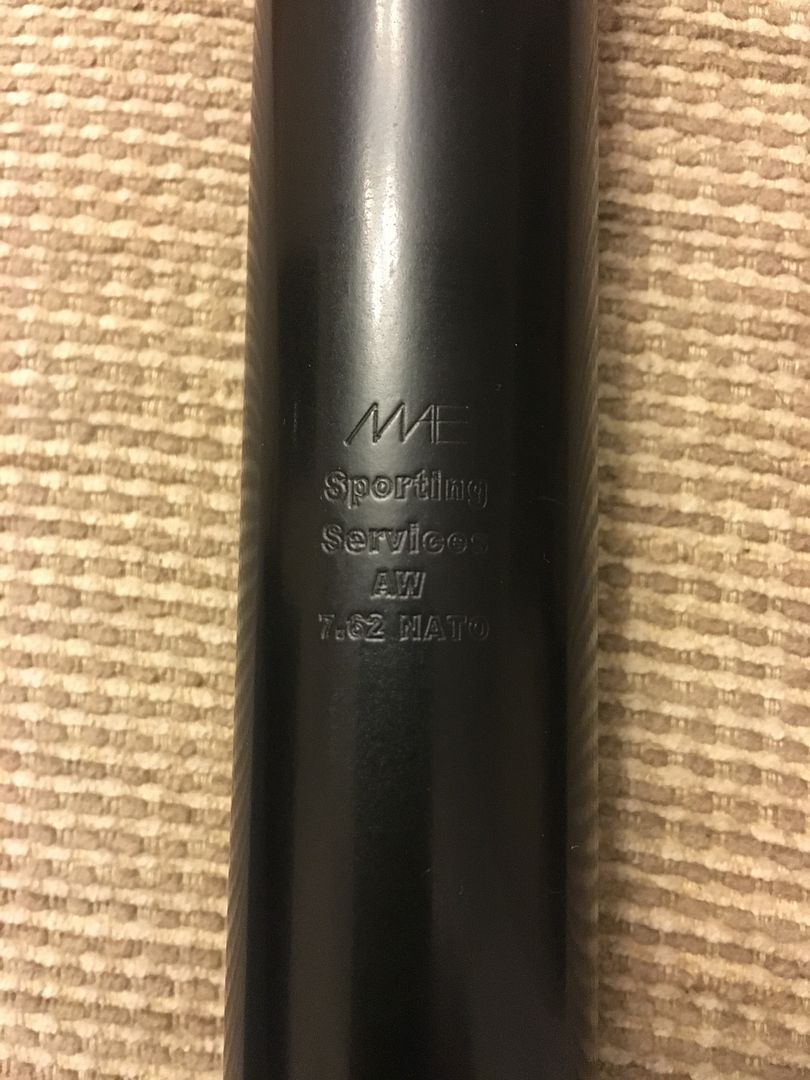 MAE
Sporting
Services
AW
7.62 NATO